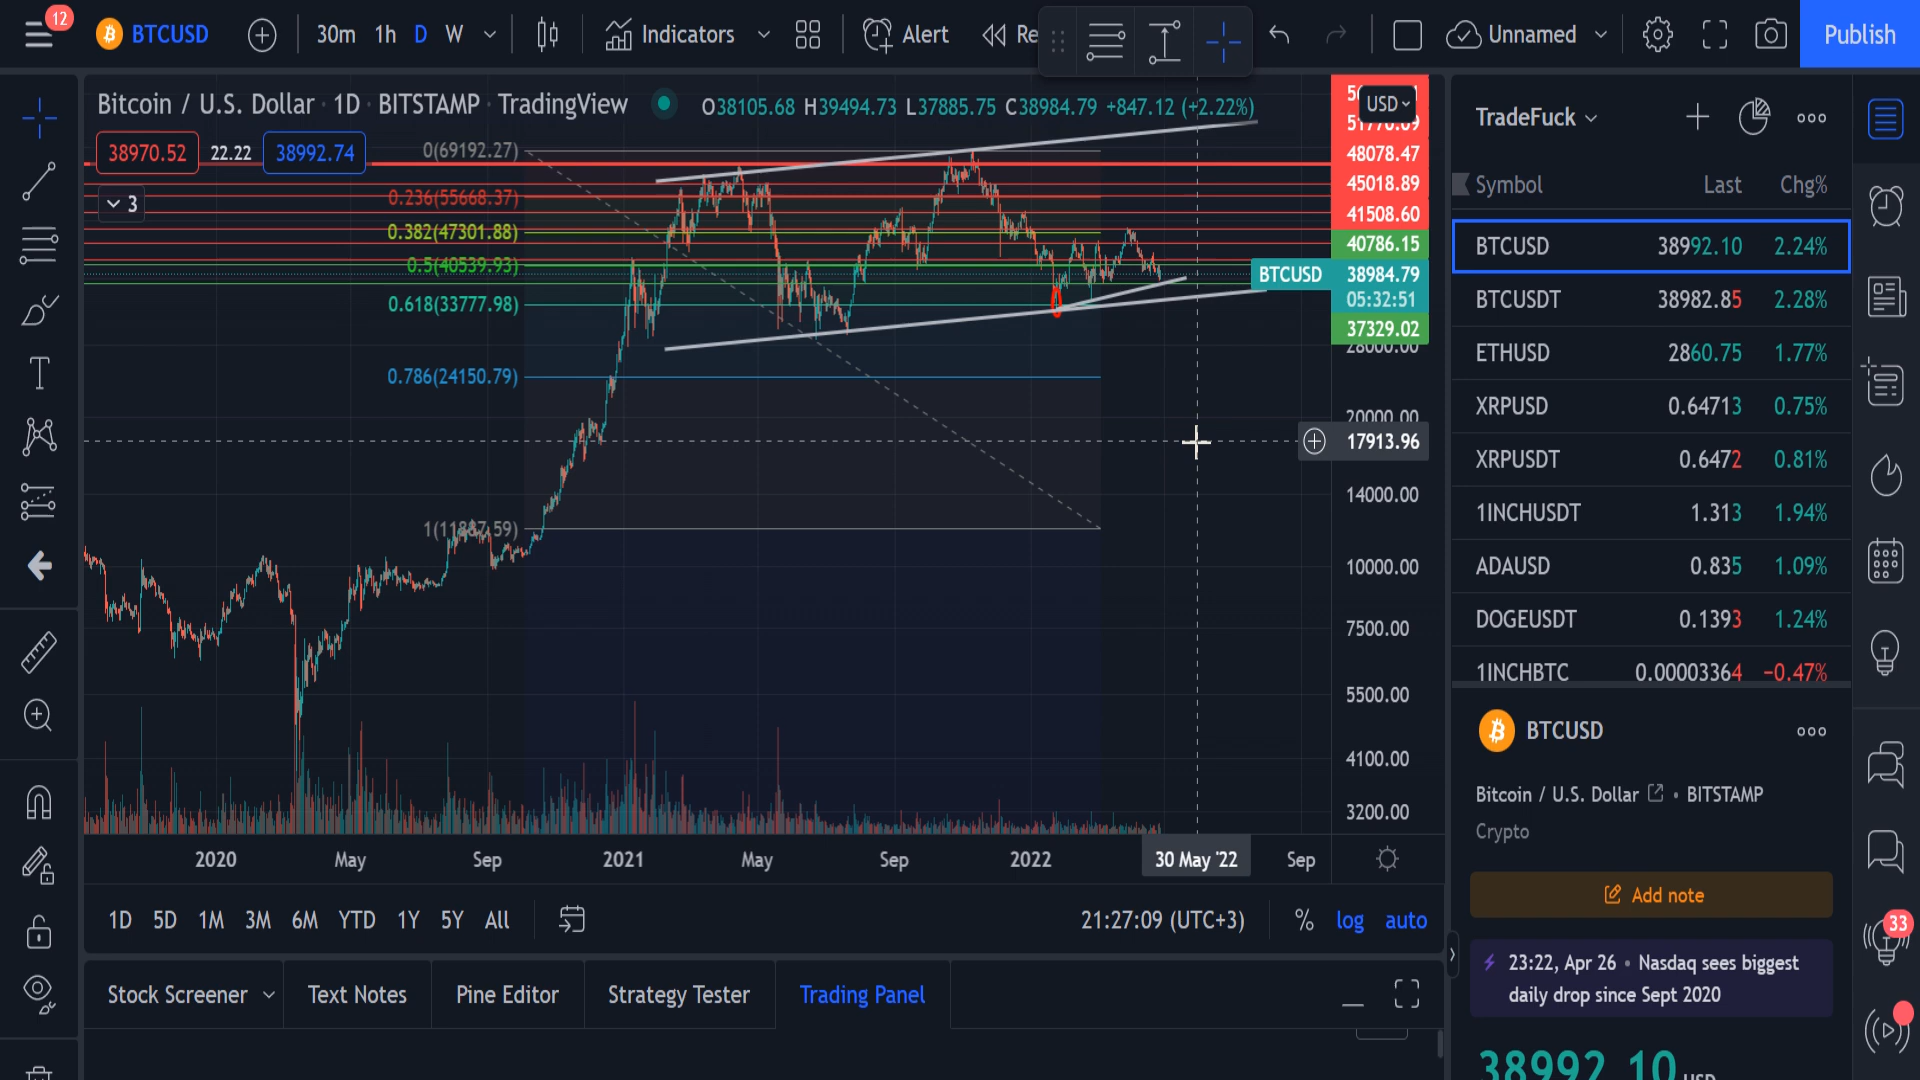 12
BTCUSD
30m
1h
D
W
Indicators
Alert
Re
Unnamed
Publish
Bitcoin / U.S. Dollar · 1D · BITSTAMP · TradingView
O38105.68 H39494.73 L37885.75 C38984.79 +847.12 (+2.22%)
38970.52
22.22
38992.74
3
0(69192.27)
0.236(55668.37)
0.382(47301.88)
0.5(40539.93)
0.618(33777.98)
0.786(24150.79)
1(11887.59)
USD
48078.47
45018.89
41508.60
40786.15
BTCUSD
38984.79
05:32:51
37329.02
28000.00
20000.00
17913.96
14000.00
10000.00
7500.00
5500.00
4100.00
3200.00
2020
May
Sep
2021
May
Sep
2022
30 May '22
Sep
1D
5D
1M
3M
6M
YTD
1Y
5Y
All
21:27:09 (UTC+3)
%
log
auto
Stock Screener
Text Notes
Pine Editor
Strategy Tester
Trading Panel
TradeFuck
Symbol Last Chg%
BTCUSD 38992.10 2.24%
BTCUSDT 38982.85 2.28%
ETHUSD 2860.75 1.77%
XRPUSD 0.64713 0.75%
XRPUSDT 0.6472 0.81%
1INCHUSDT 1.313 1.94%
ADAUSD 0.835 1.09%
DOGEUSDT 0.1393 1.24%
1INCHBTC 0.00003364 −0.47%
BTCUSD
Bitcoin / U.S. Dollar • BITSTAMP
Crypto
Add note
23:22, Apr 26 • Nasdaq sees biggest
daily drop since Sept 2020
38992.10 USD
33